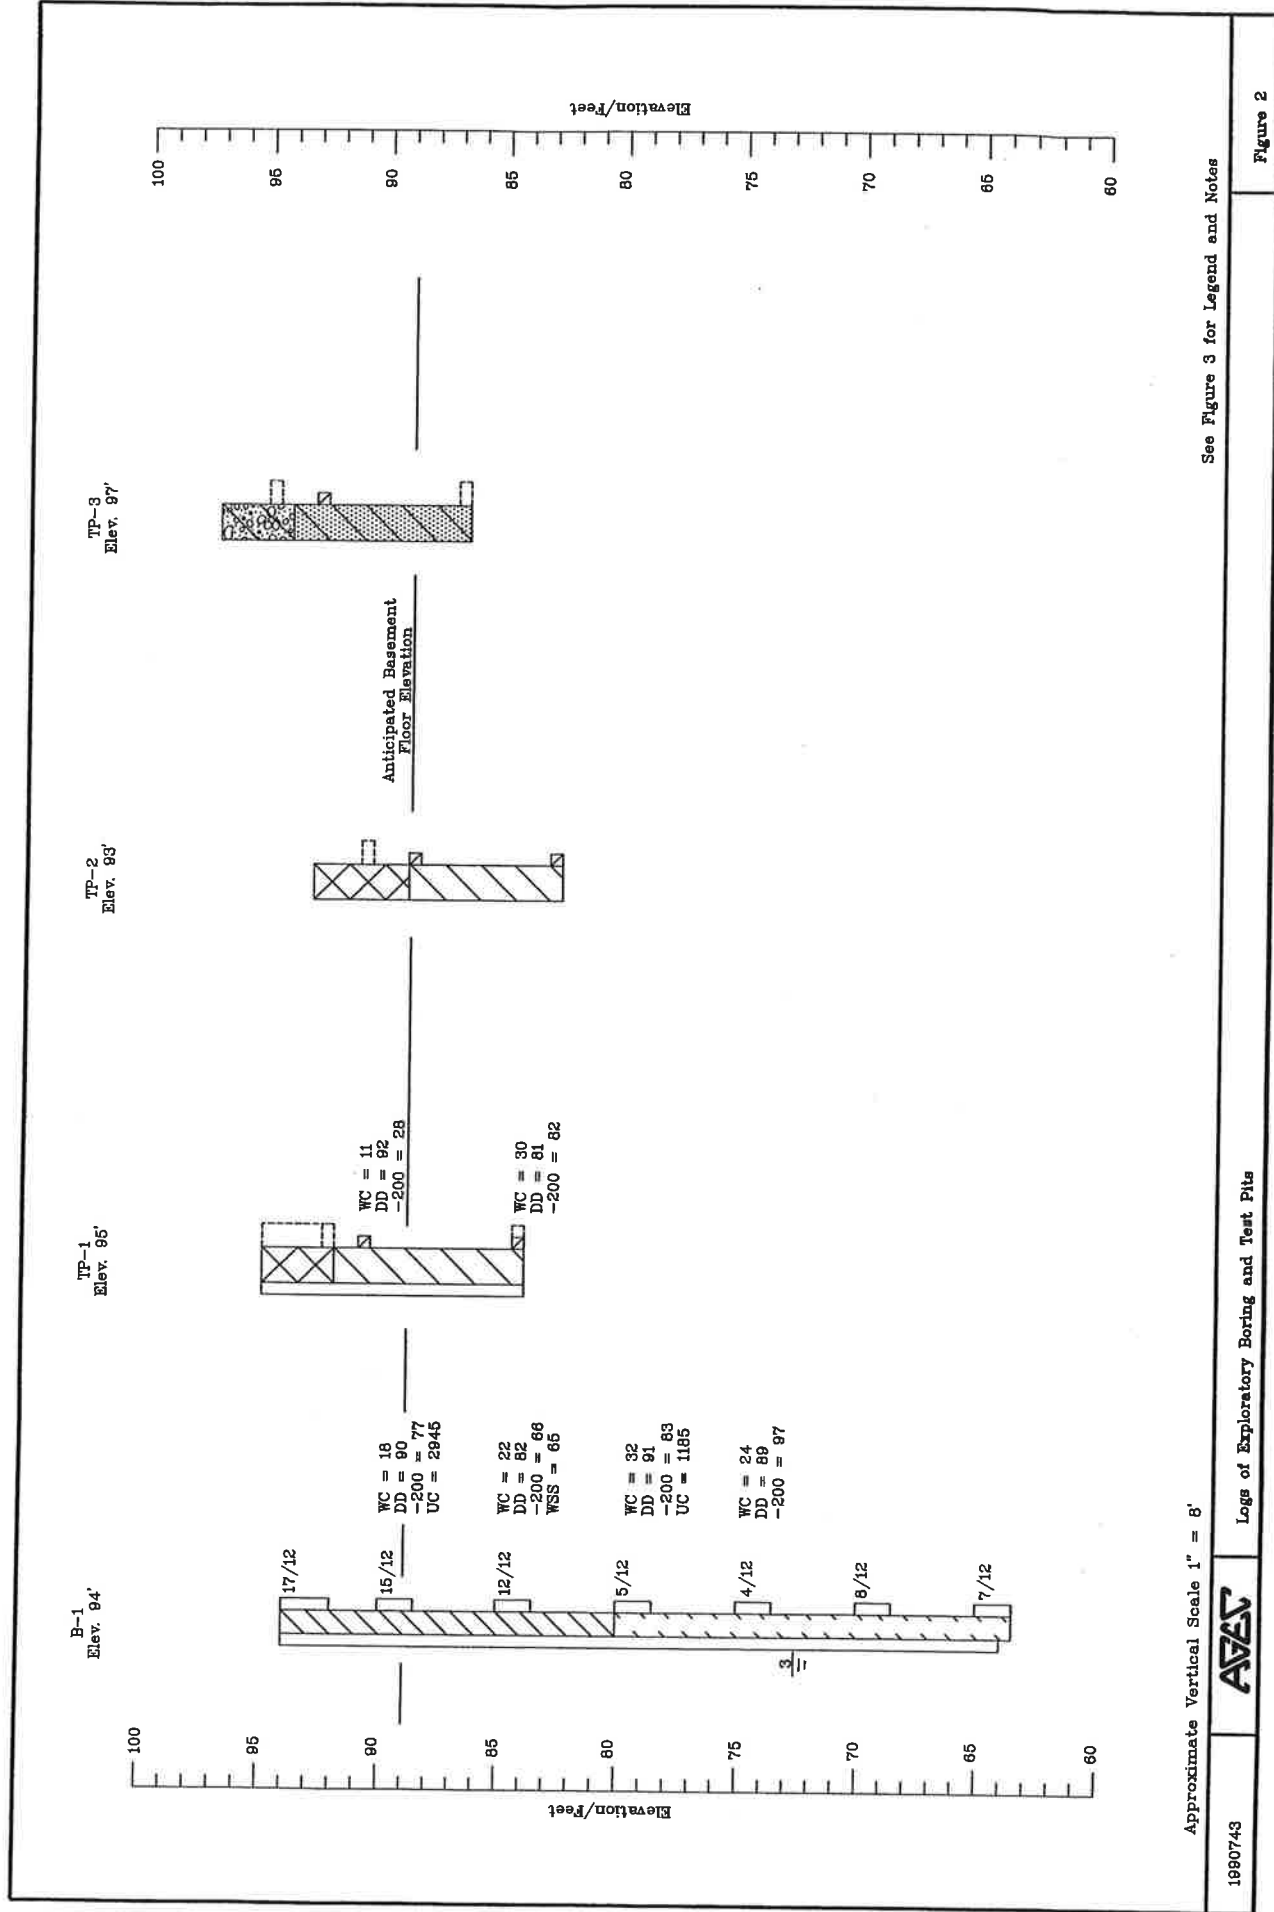 B-1
Elev. 94'
TP-1
Elev. 95'
TP-2
Elev. 93'
TP-3
Elev. 97'
Elevation/Feet
100
95
90
85
80
75
70
65
60
17/12
15/12
12/12
5/12
4/12
8/12
7/12
3
WC = 18
DD = 90
-200 = 77
UC = 2945
WC = 22
DD = 82
-200 = 66
WSS = 65
WC = 32
DD = 91
-200 = 83
UC = 1185
WC = 24
DD = 89
-200 = 97
WC = 11
DD = 92
-200 = 28
WC = 30
DD = 81
-200 = 82
Anticipated Basement
Floor Elevation
100
95
90
85
80
75
70
65
60
Elevation/Feet
Approximate Vertical Scale 1" = 8'
See Figure 3 for Legend and Notes
1990743
AGEC
Logs of Exploratory Boring and Test Pits
Figure 2